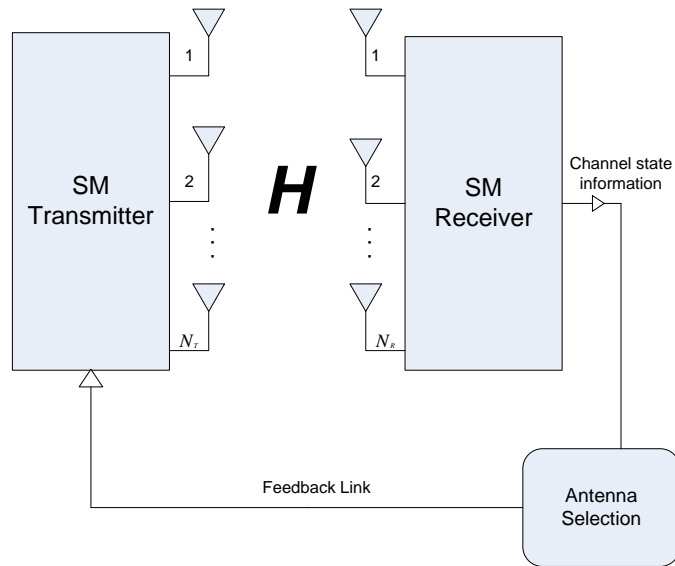 1
1
SM
Transmitter
2
H
2
SM
Receiver
Channel state
information
N_T
N_R
Feedback Link
Antenna
Selection